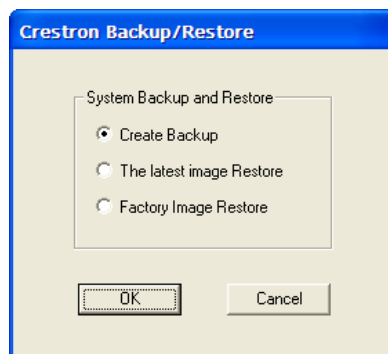 Crestron Backup/Restore
System Backup and Restore
Create Backup
The latest image Restore
Factory Image Restore
OK
Cancel